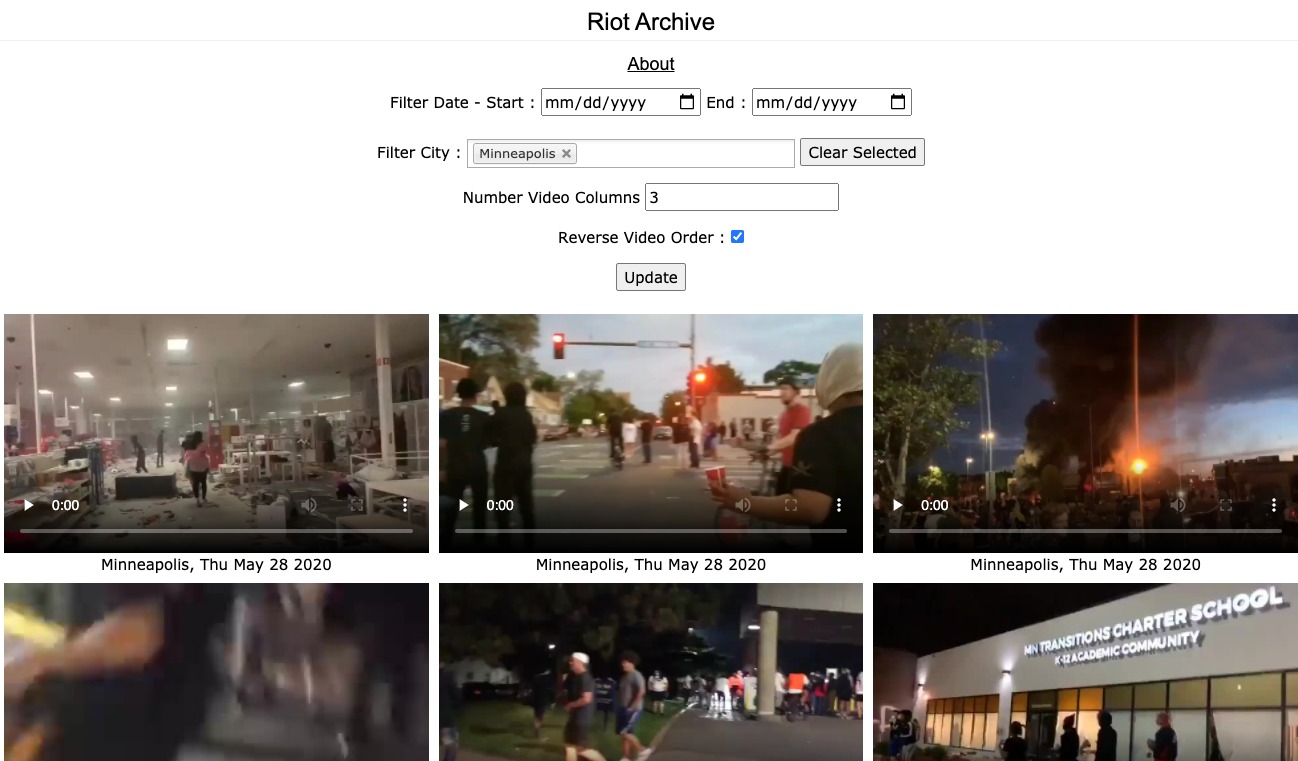 Riot Archive
About
Filter Date - Start : mm/dd/yyyy End : mm/dd/yyyy
Filter City : Minneapolis × Clear Selected
Number Video Columns 3
Reverse Video Order :
Update
0:00 0:00 0:00
Minneapolis, Thu May 28 2020 Minneapolis, Thu May 28 2020 Minneapolis, Thu May 28 2020
MN TRANSITIONS CHARTER SCHOOL
K-12 ACADEMIC COMMUNITY